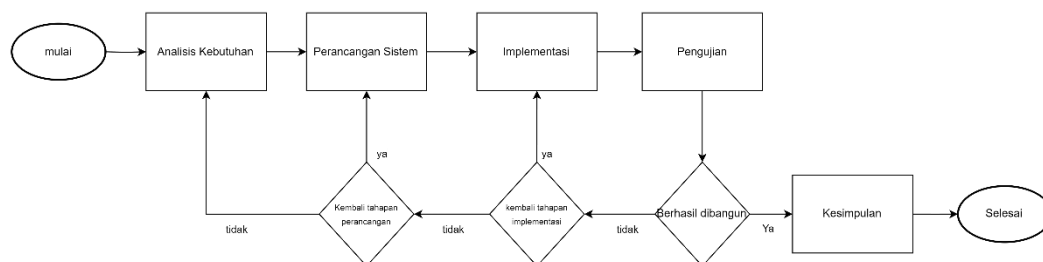 mulai
Analisis Kebutuhan
Perancangan Sistem
Implementasi
Pengujian
ya
ya
Kembali tahapan
perancangan
kembali tahapan
implementasi
Berhasil dibangun
Kesimpulan
Selesai
tidak
tidak
tidak
Ya